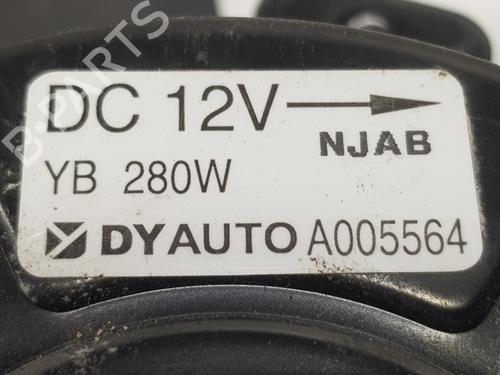 DC 12V
NJAB
YB 280W
DYAUTO A005564
B-PARTS